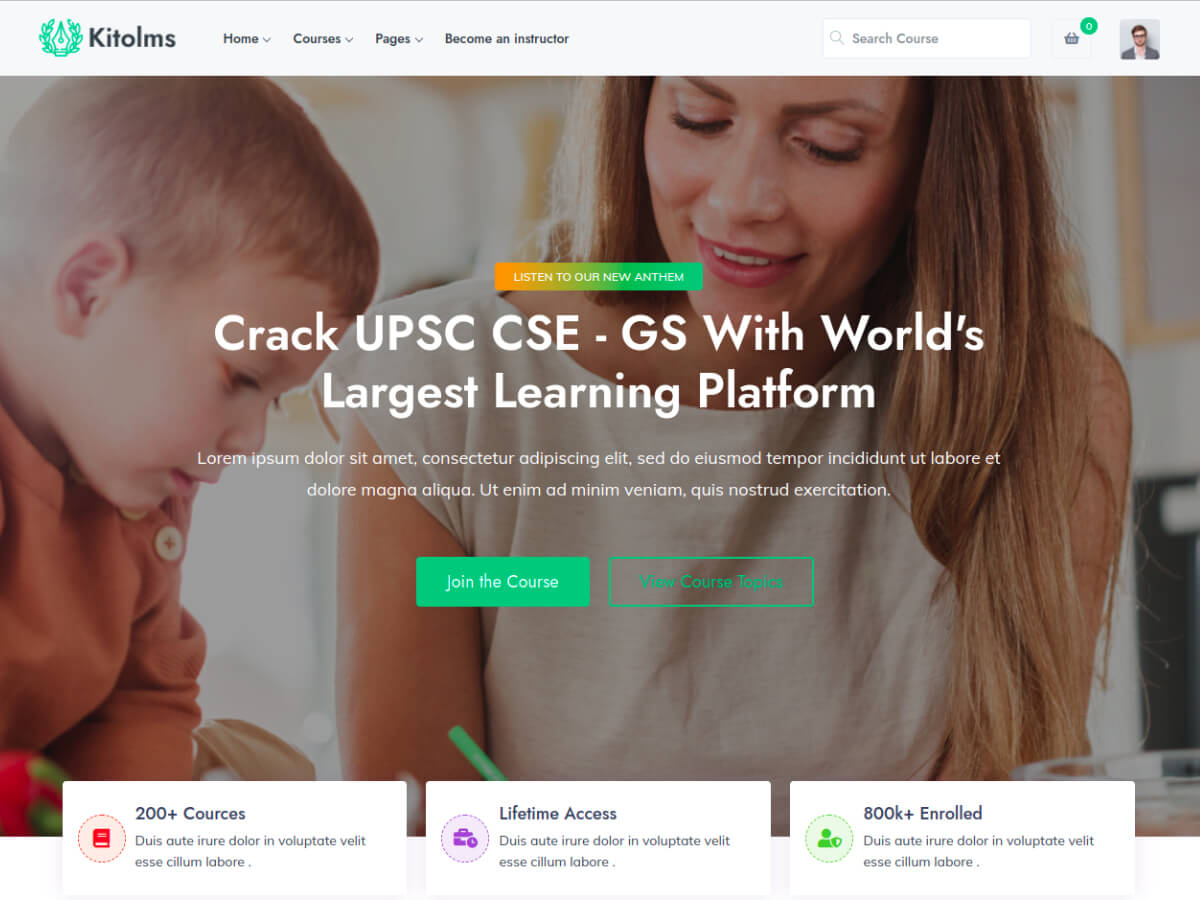 Kitolms
Home
Courses
Pages
Become an instructor
Search Course
0
LISTEN TO OUR NEW ANTHEM
Crack UPSC CSE - GS With World's
Largest Learning Platform
Lorem ipsum dolor sit amet, consectetur adipiscing elit, sed do eiusmod tempor incididunt ut labore et
dolore magna aliqua. Ut enim ad minim veniam, quis nostrud exercitation.
Join the Course
View Course Topics
200+ Cources
Duis aute irure dolor in voluptate velit
esse cillum labore .
Lifetime Access
Duis aute irure dolor in voluptate velit
esse cillum labore .
800k+ Enrolled
Duis aute irure dolor in voluptate velit
esse cillum labore .